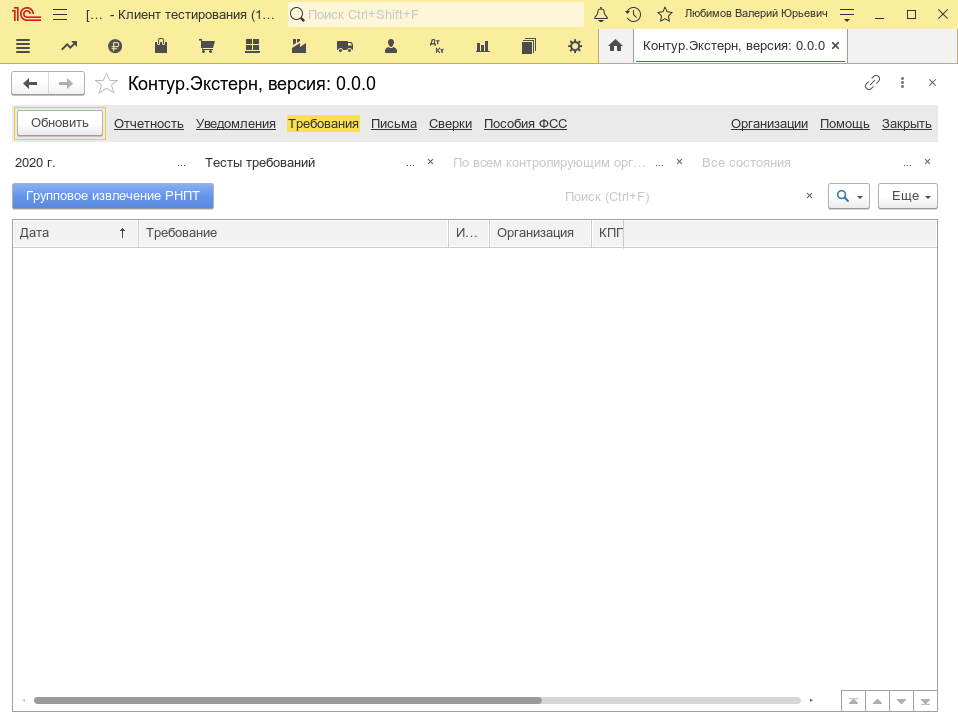 1С [... - Клиент тестирования (1... Поиск Ctrl+Shift+F Любимов Валерий Юрьевич
₽ Дт Кт Контур.Экстерн, версия: 0.0.0 ×
Контур.Экстерн, версия: 0.0.0
Обновить Отчетность Уведомления Требования Письма Сверки Пособия ФСС Организации Помощь Закрыть
2020 г. ... Тесты требований ... × По всем контролирующим орг... ... × Все состояния ... ×
Групповое извлечение РНПТ Поиск (Ctrl+F) × Еще
Дата ↑ Требование И... Организация КПП